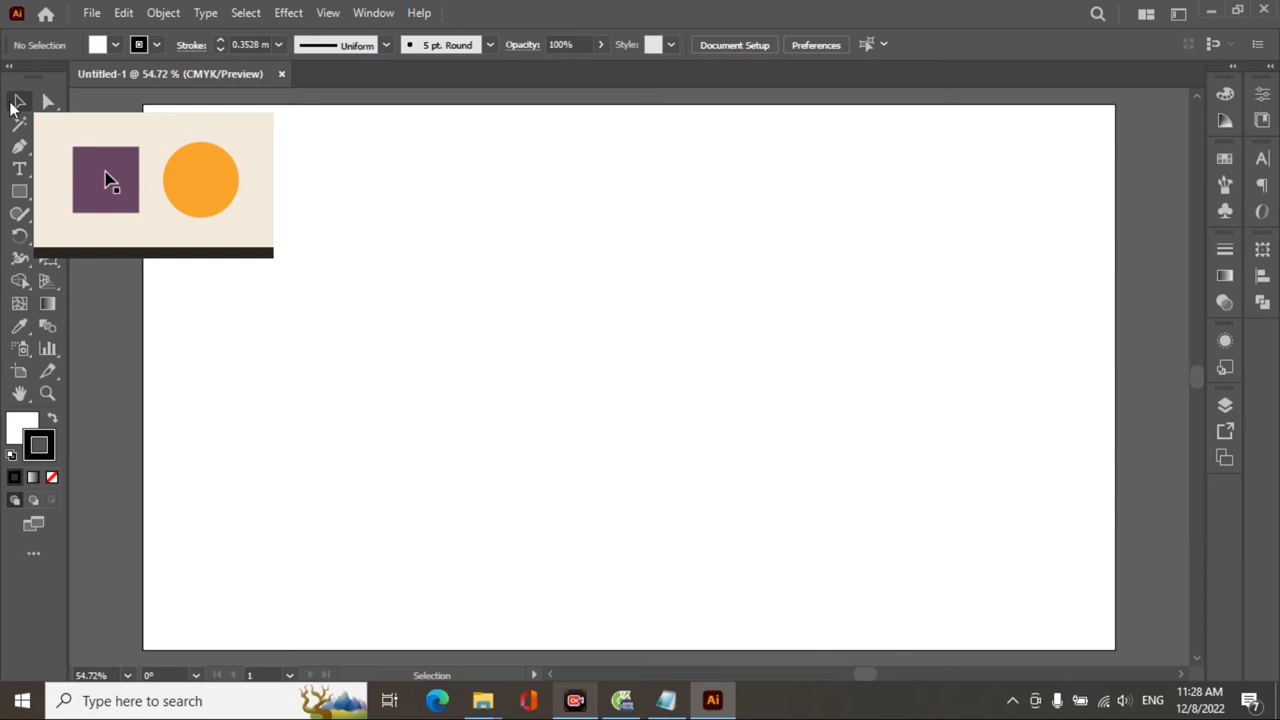 Ai File Edit Object Type Select Effect View Window Help
No Selection Stroke: 0.3528 m Uniform 5 pt. Round Opacity: 100% Style: Document Setup Preferences
Untitled-1 @ 54.72 % (CMYK/Preview)
54.72% 0° 1 Selection
Type here to search Ai ENG 11:28 AM
12/8/2022 7